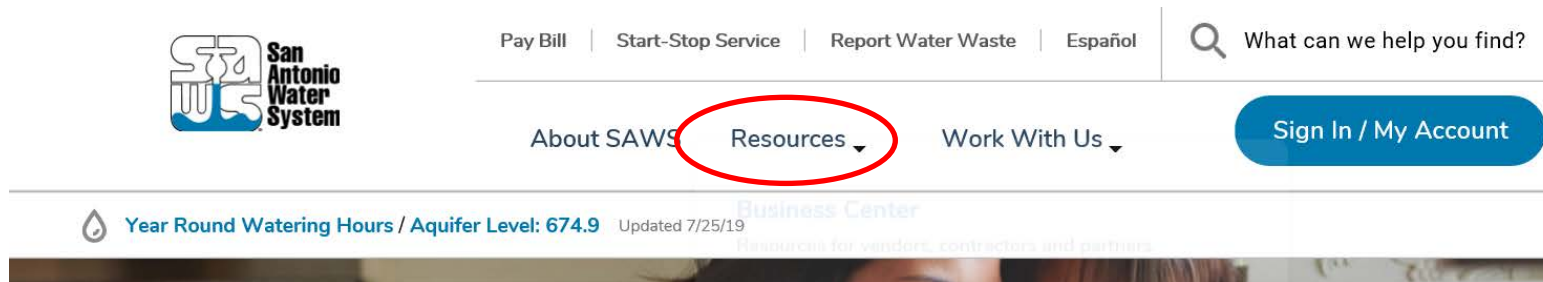 San
Antonio
Water
System
Pay Bill | Start-Stop Service | Report Water Waste | Español
What can we help you find?
About SAWS
Resources
Work With Us
Sign In / My Account
Year Round Watering Hours / Aquifer Level: 674.9 Updated 7/25/19
Business Center
Resources for vendors, contractors and partners